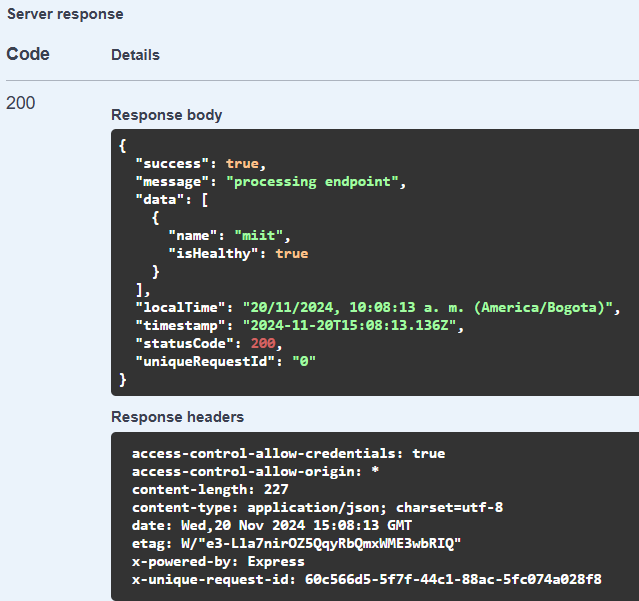 Server response
Code Details
200
Response body
{
  "success": true,
  "message": "processing endpoint",
  "data": [
    {
      "name": "miit",
      "isHealthy": true
    }
  ],
  "localTime": "20/11/2024, 10:08:13 a. m. (America/Bogota)",
  "timestamp": "2024-11-20T15:08:13.136Z",
  "statusCode": 200,
  "uniqueRequestId": "0"
}
Response headers
access-control-allow-credentials: true
access-control-allow-origin: *
content-length: 227
content-type: application/json; charset=utf-8
date: Wed,20 Nov 2024 15:08:13 GMT
etag: W/"e3-Lla7nirOZ5QqyRbQmxWME3wbRIQ"
x-powered-by: Express
x-unique-request-id: 60c566d5-5f7f-44c1-88ac-5fc074a028f8